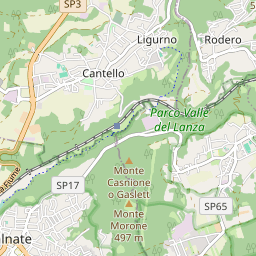 SP3
Ligurno
Rodero
Cantello
Parco Valle
del Lanza
Monte
Casnione
o Gaslett
SP17
SP65
Monte
Morone
497 m
lnate